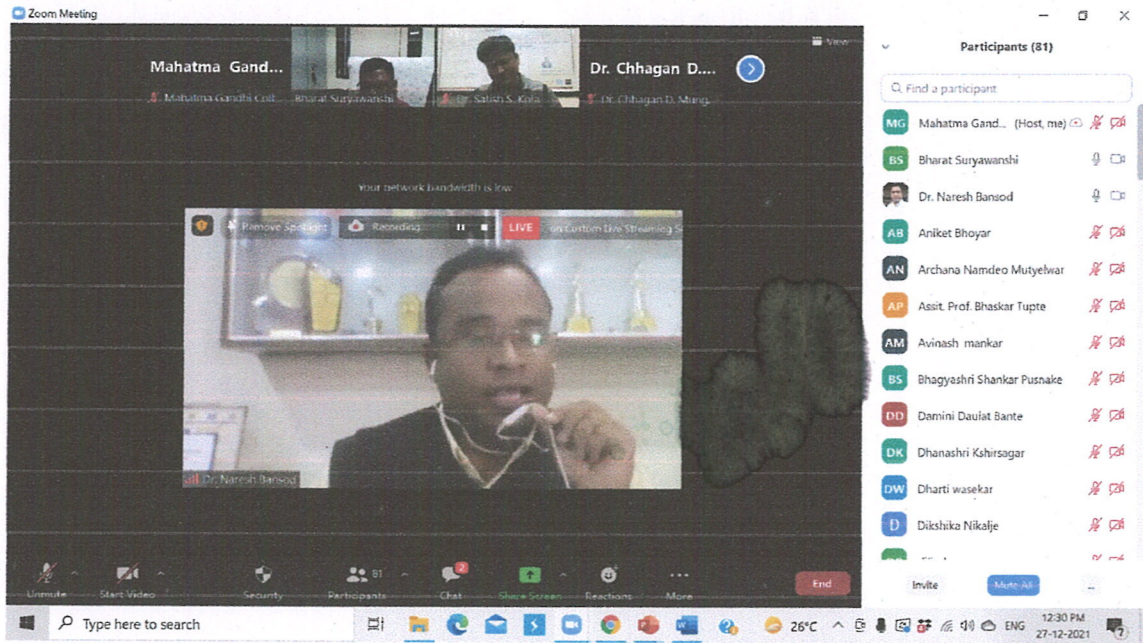 Zoom Meeting
View
Mahatma Gand...
Dr. Chhagan D....
Mahatma Gandhi Coll
Bharat Suryawanshi
Dr. Satish S. Kola
Dr. Chhagan D. Mung
Your network bandwidth is low
Remove Spotlight
Recording
LIVE
on Custom Live Streaming S
Dr. Naresh Bansod
Unmute
Start Video
Security
81
Participants
2
Chat
Share Screen
Reactions
More
End
Participants (81)
Find a participant
MG Mahatma Gand... (Host, me)
BS Bharat Suryawanshi
Dr. Naresh Bansod
AB Aniket Bhoyar
AN Archana Namdeo Mutyelwar
AP Assit. Prof. Bhaskar Tupte
AM Avinash mankar
BS Bhagyashri Shankar Pusnake
DD Damini Daulat Bante
DK Dhanashri Kshirsagar
DW Dharti wasekar
D Dikshika Nikalje
Invite
Mute All
...
Type here to search
26°C
ENG
12:30 PM
27-12-2021